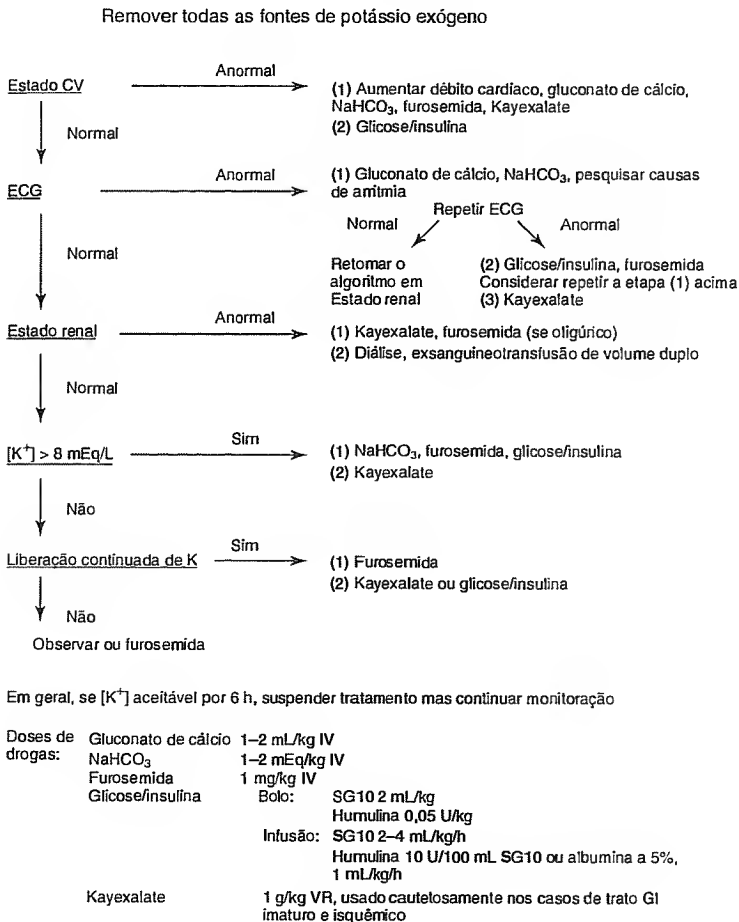 Remover todas as fontes de potássio exógeno
Estado CV
Anormal
(1) Aumentar débito cardíaco, gluconato de cálcio,
NaHCO₃, furosemida, Kayexalate
(2) Glicose/insulina
Normal
ECG
Anormal
(1) Gluconato de cálcio, NaHCO₃, pesquisar causas
de arritmia
Repetir ECG
Normal
Anormal
Retomar o
algoritmo em
Estado renal
(2) Glicose/insulina, furosemida
Considerar repetir a etapa (1) acima
(3) Kayexalate
Normal
Estado renal
Anormal
(1) Kayexalate, furosemida (se oligúrico)
(2) Diálise, exsanguineotransfusão de volume duplo
Normal
[K⁺] > 8 mEq/L
Sim
(1) NaHCO₃, furosemida, glicose/insulina
(2) Kayexalate
Não
Liberação continuada de K
Sim
(1) Furosemida
(2) Kayexalate ou glicose/insulina
Não
Observar ou furosemida
Em geral, se [K⁺] aceitável por 6 h, suspender tratamento mas continuar monitoração
Doses de
drogas:
Gluconato de cálcio 1–2 mL/kg IV
NaHCO₃ 1–2 mEq/kg IV
Furosemida 1 mg/kg IV
Glicose/insulina Bolo: SG10 2 mL/kg
Humulina 0,05 U/kg
Infusão: SG10 2–4 mL/kg/h
Humulina 10 U/100 mL SG10 ou albumina a 5%,
1 mL/kg/h
Kayexalate 1 g/kg VR, usado cautelosamente nos casos de trato GI
imaturo e isquêmico